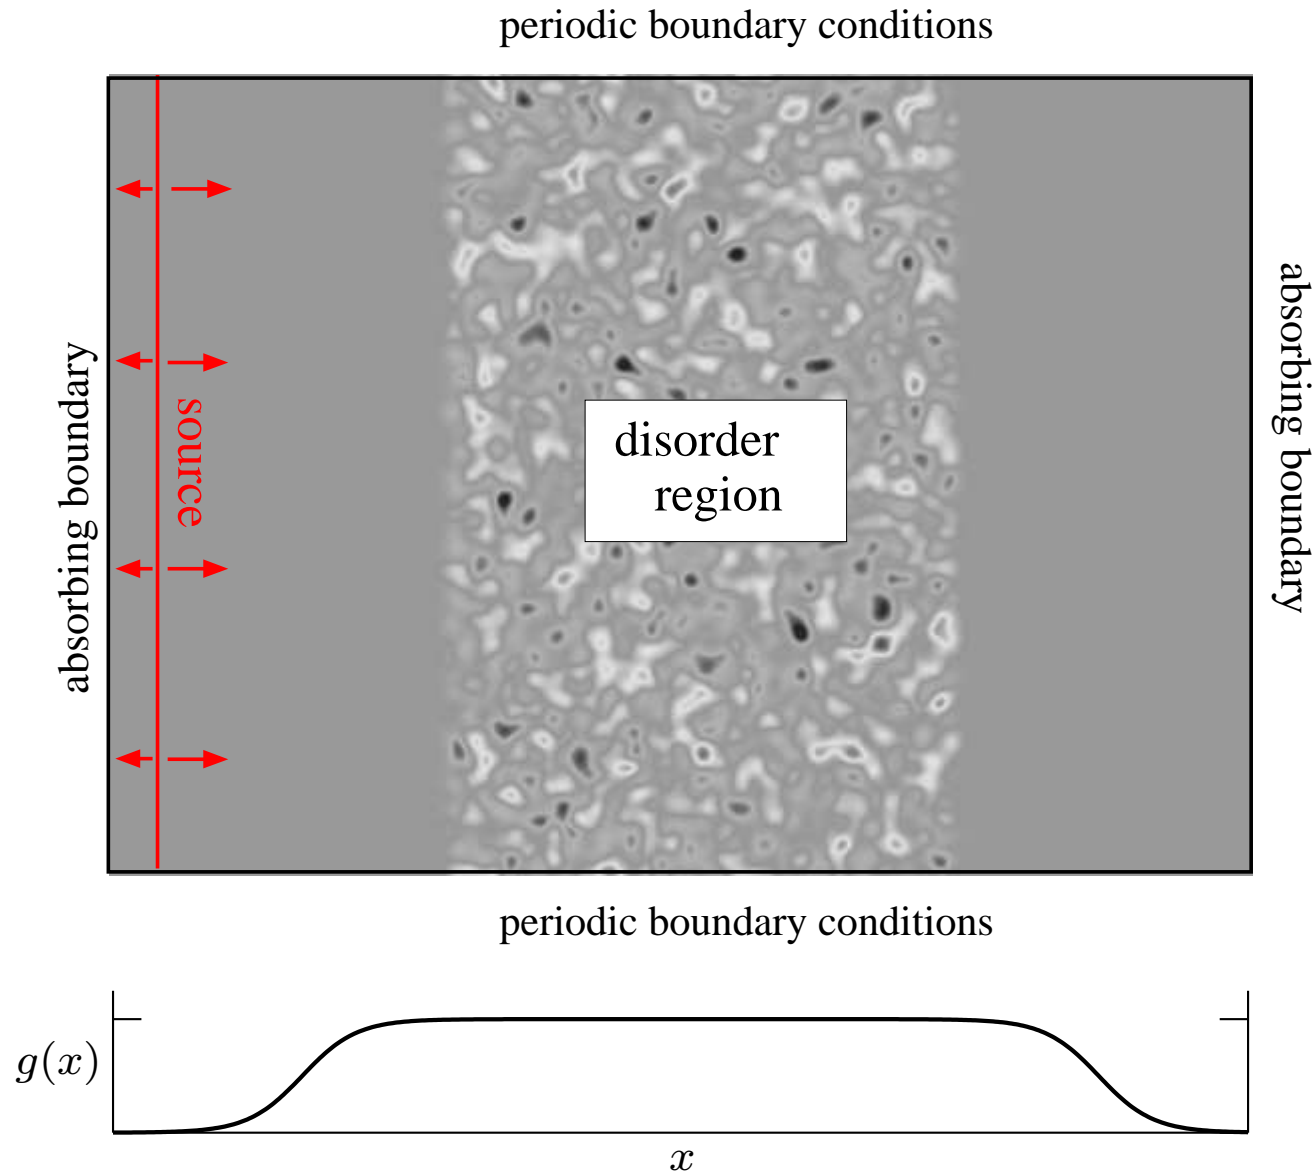 periodic boundary conditions
absorbing boundary
source
disorder
region
absorbing boundary
periodic boundary conditions
g(x)
x